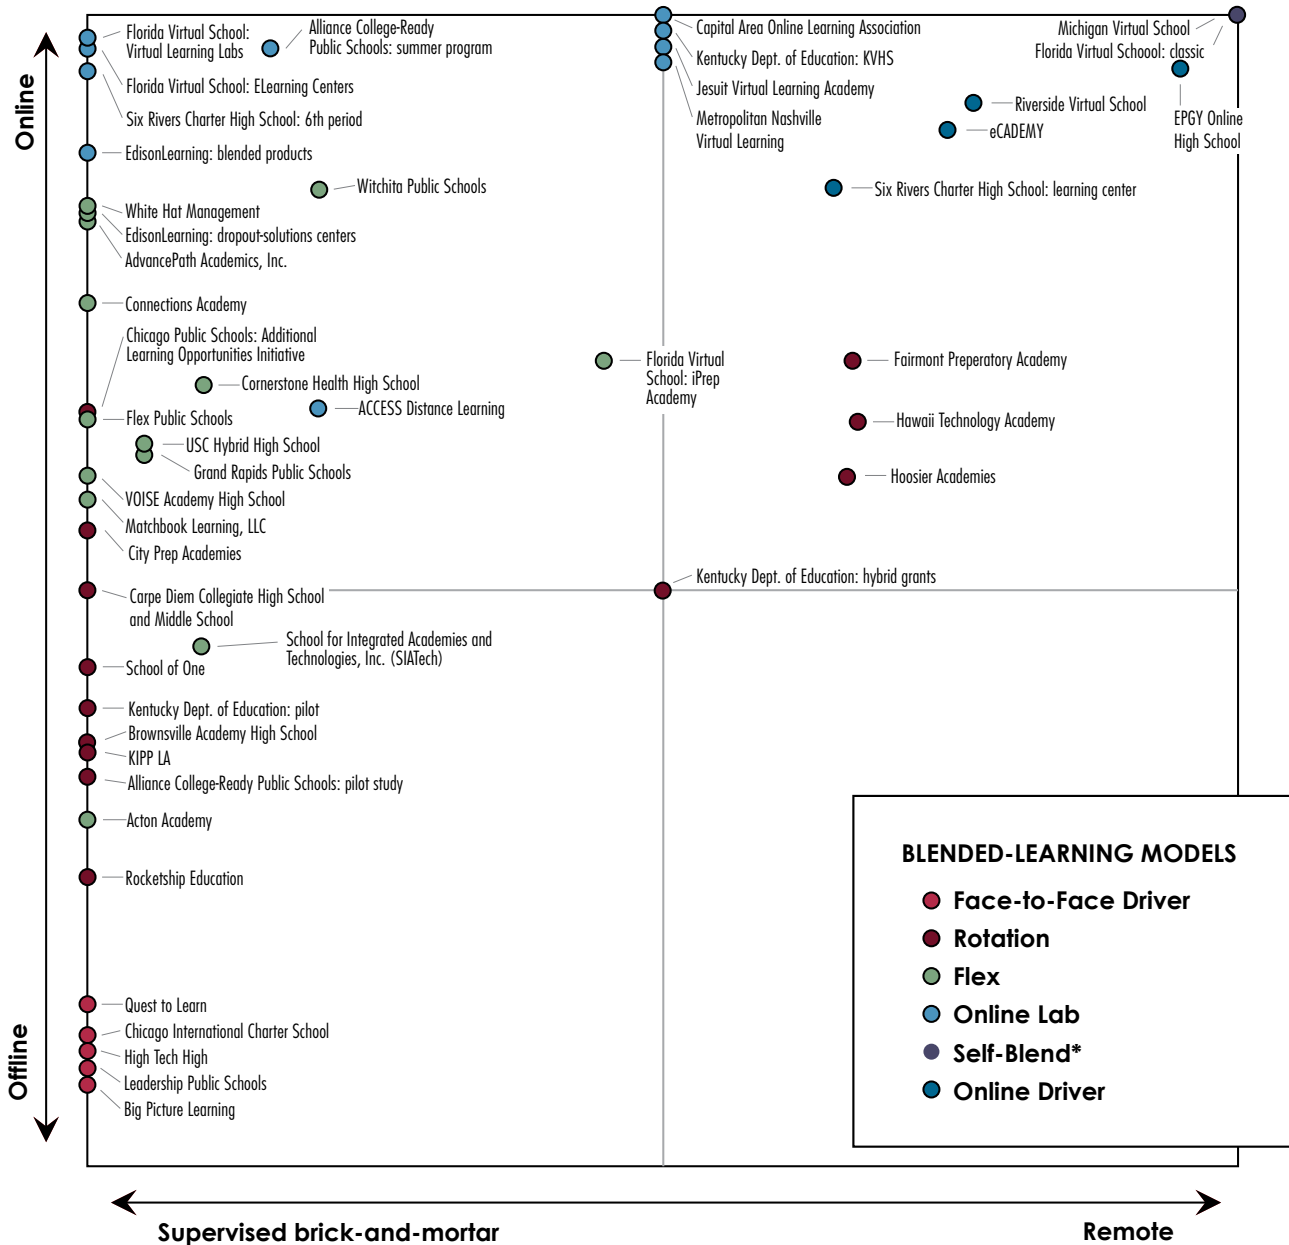 Online
Offline
Florida Virtual School:
Virtual Learning Labs
Alliance College-Ready
Public Schools: summer program
Florida Virtual School: ELearning Centers
Six Rivers Charter High School: 6th period
EdisonLearning: blended products
Witchita Public Schools
White Hat Management
EdisonLearning: dropout-solutions centers
AdvancePath Academics, Inc.
Connections Academy
Chicago Public Schools: Additional
Learning Opportunities Initiative
Cornerstone Health High School
ACCESS Distance Learning
Flex Public Schools
USC Hybrid High School
Grand Rapids Public Schools
VOISE Academy High School
Matchbook Learning, LLC
City Prep Academies
Carpe Diem Collegiate High School
and Middle School
School for Integrated Academies and
Technologies, Inc. (SIATech)
School of One
Kentucky Dept. of Education: pilot
Brownsville Academy High School
KIPP LA
Alliance College-Ready Public Schools: pilot study
Acton Academy
Rocketship Education
Quest to Learn
Chicago International Charter School
High Tech High
Leadership Public Schools
Big Picture Learning
Capital Area Online Learning Association
Kentucky Dept. of Education: KVHS
Jesuit Virtual Learning Academy
Metropolitan Nashville
Virtual Learning
Michigan Virtual School
Florida Virtual Schoool: classic
Riverside Virtual School
eCADEMY
EPGY Online
High School
Six Rivers Charter High School: learning center
Florida Virtual
School: iPrep
Academy
Fairmont Preperatory Academy
Hawaii Technology Academy
Hoosier Academies
Kentucky Dept. of Education: hybrid grants
BLENDED-LEARNING MODELS
Face-to-Face Driver
Rotation
Flex
Online Lab
Self-Blend*
Online Driver
Supervised brick-and-mortar
Remote